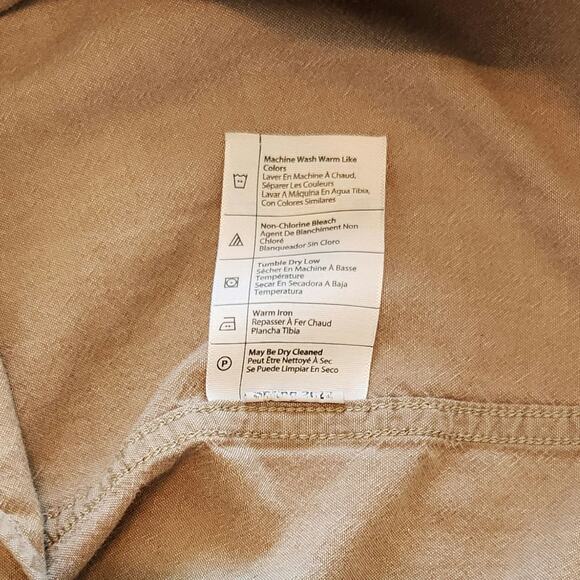 Machine Wash Warm Like
Colors
Laver En Machine À Chaud,
Séparer Les Couleurs
Lavar A Máquina En Agua Tibia,
Con Colores Similares
Non-Chlorine Bleach
Agent De Blanchiment Non
Chloré
Blanqueador Sin Cloro
Tumble Dry Low
Sécher En Machine À Basse
Température
Secar En Secadora A Baja
Temperatura
Warm Iron
Repasser À Fer Chaud
Plancha Tibia
P
May Be Dry Cleaned
Peut Être Nettoyé À Sec
Se Puede Limpiar En Seco